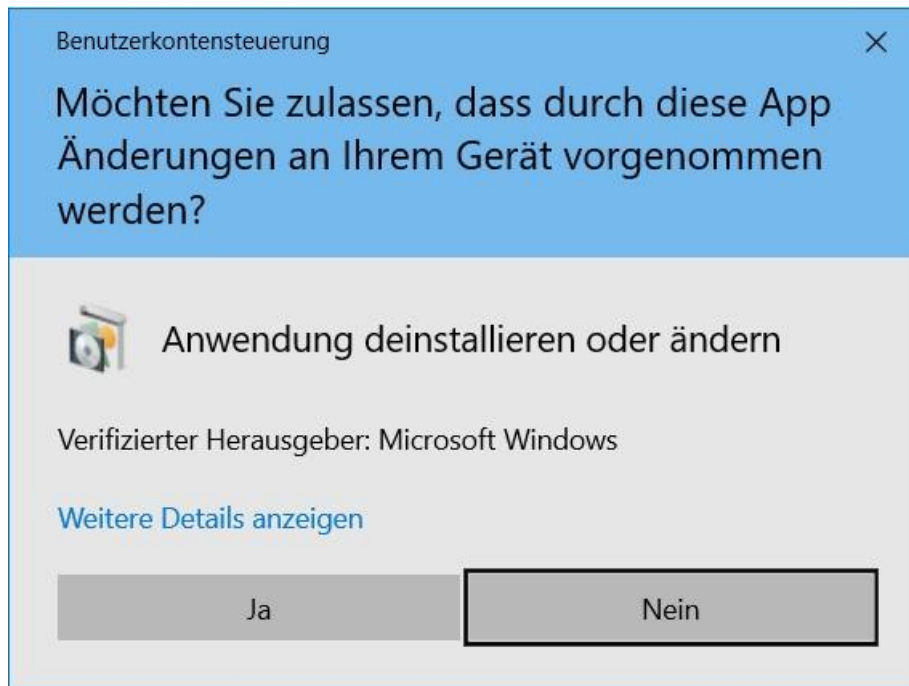 Benutzerkontensteuerung
Möchten Sie zulassen, dass durch diese App
Änderungen an Ihrem Gerät vorgenommen
werden?
Anwendung deinstallieren oder ändern
Verifizierter Herausgeber: Microsoft Windows
Weitere Details anzeigen
Ja
Nein